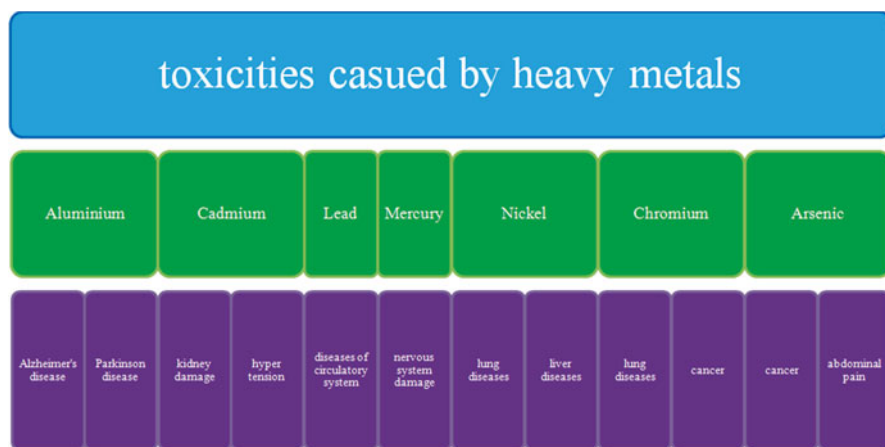 toxicities casued by heavy metals
Aluminium
Cadmium
Lead
Mercury
Nickel
Chromium
Arsenic
Alzheimer's
disease
Parkinson
disease
kidney
damage
hyper
tension
diseases of
circulatory
system
nervous
system
damage
lung
diseases
liver
diseases
lung
diseases
cancer
cancer
abdominal
pain